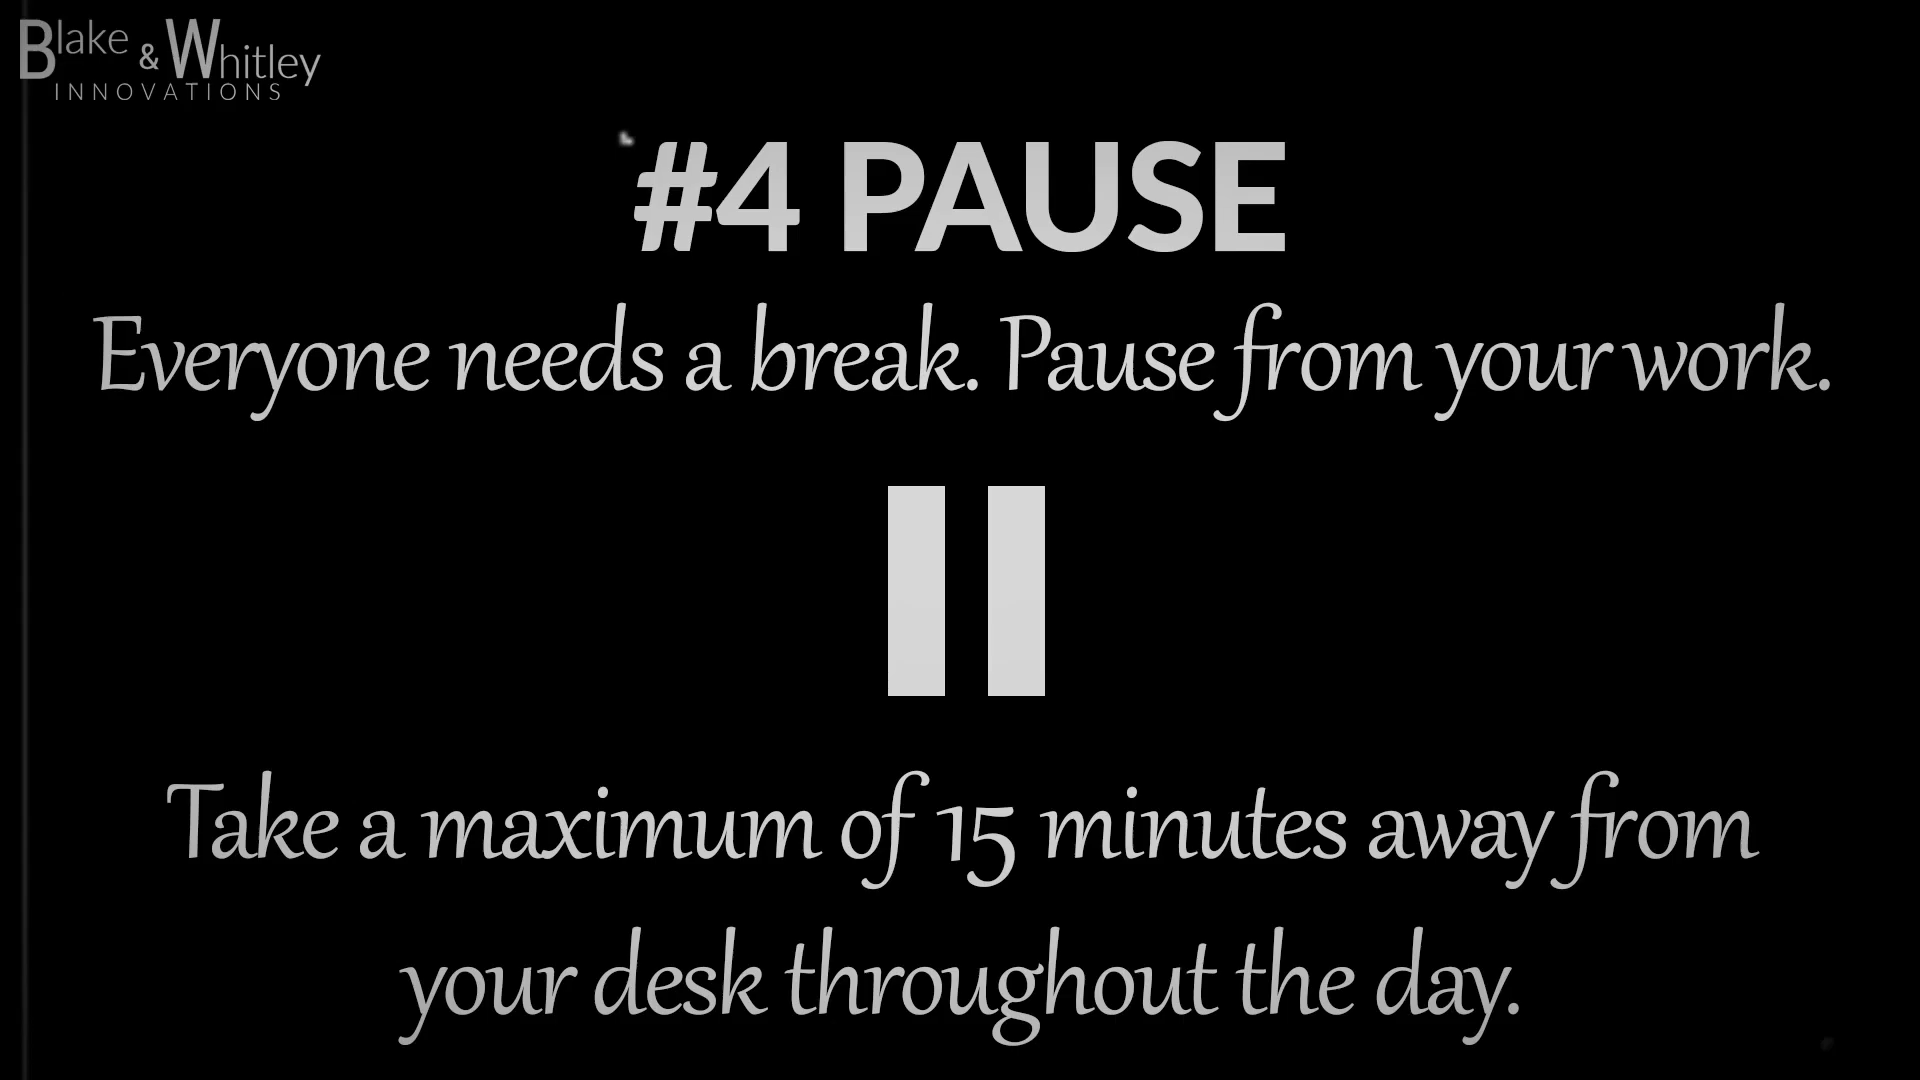 Blake & Whitley
INNOVATIONS
#4 PAUSE
Everyone needs a break. Pause from your work.
Take a maximum of 15 minutes away from
your desk throughout the day.